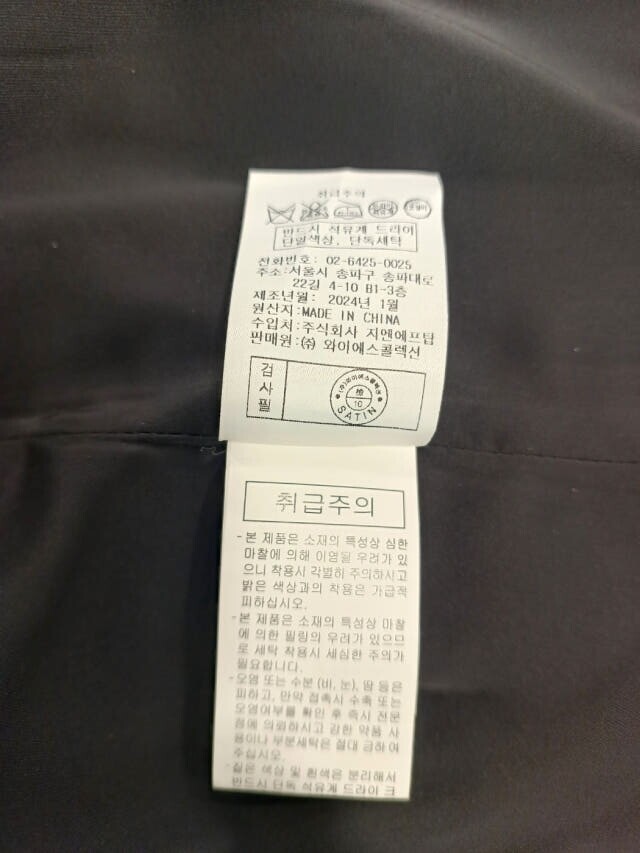 취급주의
반드시 석유계 드라이
단일색상, 단독세탁
전화번호: 02-6425-0025
주소:서울시 송파구 송파대로
22길 4-10 B1-3층
제조년월: 2024년 1월
원산지:MADE IN CHINA
수입처:주식회사 지엔에프탑
판매원:(주) 와이에스콜렉션
검사필
(주)와이에스콜렉션
檢
10
SATIN
취급주의
-본 제품은 소재의 특성상 심한
마찰에 의해 이염될 우려가 있
으니 착용시 각별히 주의하시고
밝은 색상과의 착용은 가급적
피하십시오.
-본 제품은 소재의 특성상 마찰
에 의한 필링의 우려가 있으므
로 세탁 착용시 세심한 주의가
필요합니다.
-오염 또는 수분 (비, 눈), 땀 등은
피하고, 만약 접촉시 수축 또는
오염여부를 확인 후 즉시 전문
점에 의뢰하시고 강한 약품 사
용이나 부분세탁은 절대 금하여
주십시오.
-짙은 색상 및 흰색은 분리해서
반드시 단독 석유계 드라이 크